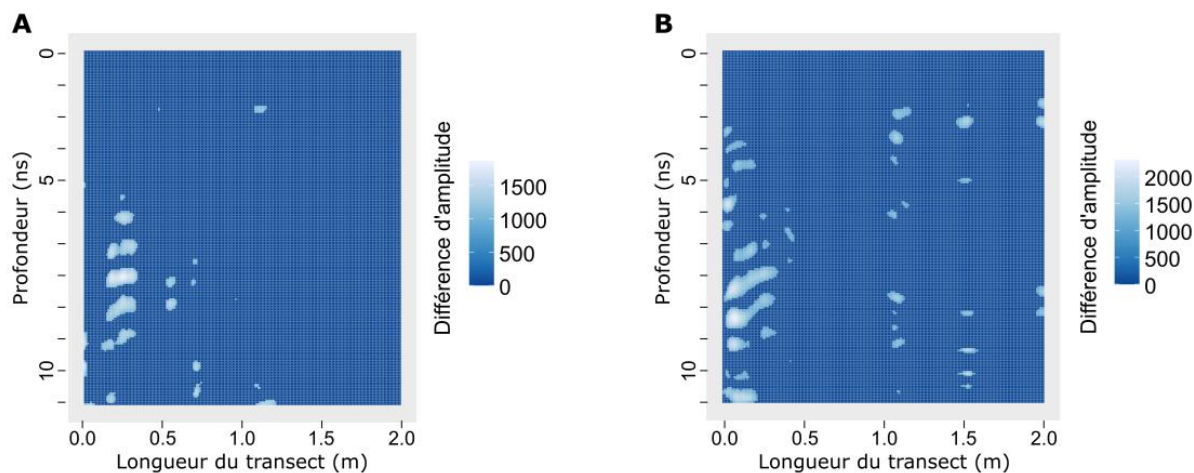 A
Profondeur (ns)
0
5
10
0.0 0.5 1.0 1.5 2.0
Longueur du transect (m)
Différence d'amplitude
1500
1000
500
0
B
Profondeur (ns)
0
5
10
0.0 0.5 1.0 1.5 2.0
Longueur du transect (m)
Différence d'amplitude
2000
1500
1000
500
0